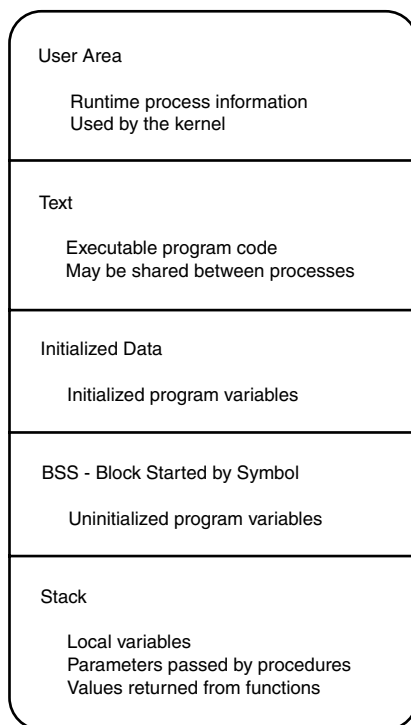 User Area
Runtime process information
Used by the kernel
Text
Executable program code
May be shared between processes
Initialized Data
Initialized program variables
BSS - Block Started by Symbol
Uninitialized program variables
Stack
Local variables
Parameters passed by procedures
Values returned from functions